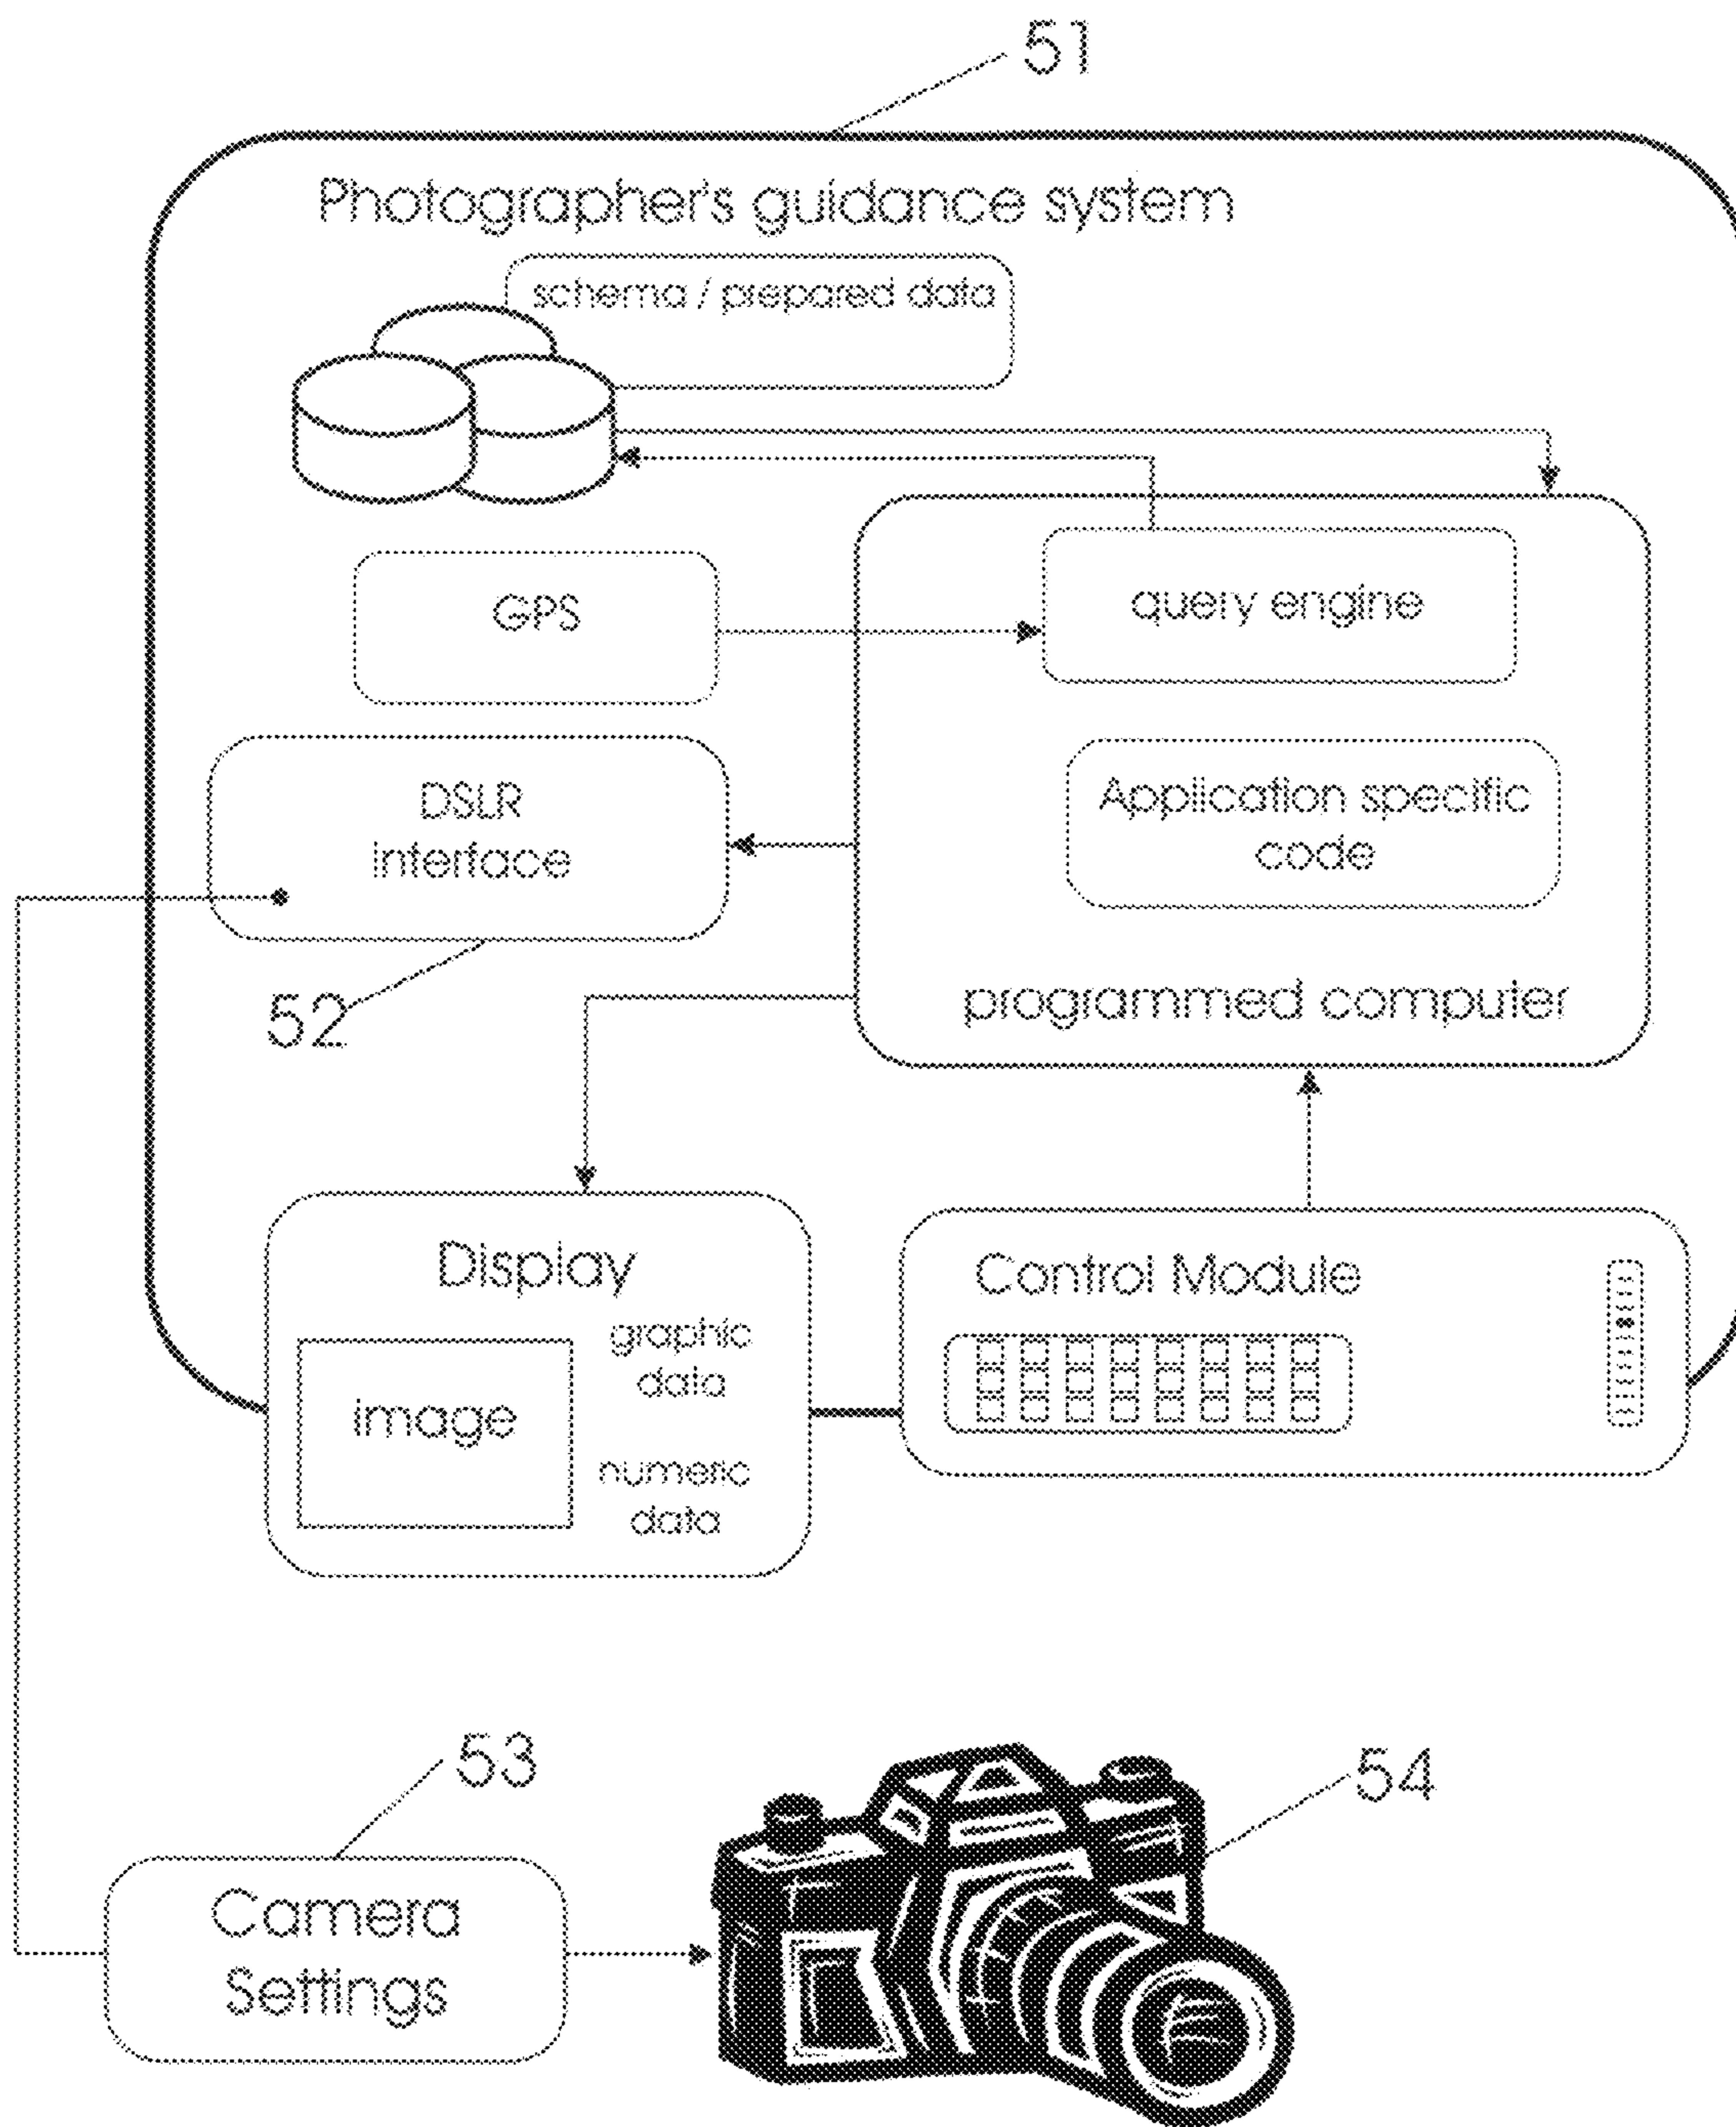 51
Photographer's guidance system
schema / prepared data
GPS
query engine
DSLR
interface
Application specific
code
52
programmed computer
Display
image
graphic
data
numeric
data
Control Module
53
54
Camera
Settings